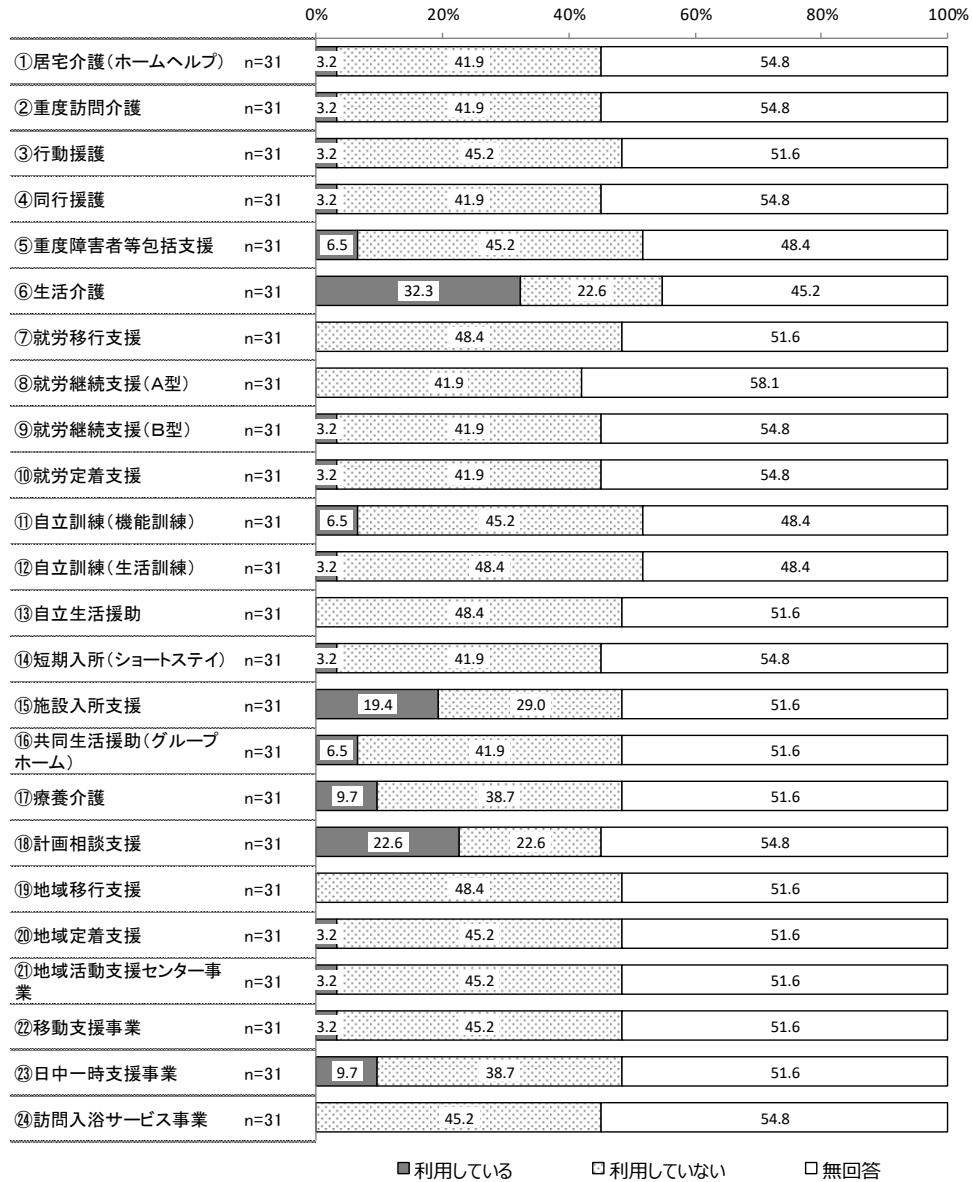 0% 20% 40% 60% 80% 100%
①居宅介護(ホームヘルプ) n=31 3.2 41.9 54.8
②重度訪問介護 n=31 3.2 41.9 54.8
③行動援護 n=31 3.2 45.2 51.6
④同行援護 n=31 3.2 41.9 54.8
⑤重度障害者等包括支援 n=31 6.5 45.2 48.4
⑥生活介護 n=31 32.3 22.6 45.2
⑦就労移行支援 n=31 48.4 51.6
⑧就労継続支援(A型) n=31 41.9 58.1
⑨就労継続支援(B型) n=31 3.2 41.9 54.8
⑩就労定着支援 n=31 3.2 41.9 54.8
⑪自立訓練(機能訓練) n=31 6.5 45.2 48.4
⑫自立訓練(生活訓練) n=31 3.2 48.4 48.4
⑬自立生活援助 n=31 48.4 51.6
⑭短期入所(ショートステイ) n=31 3.2 41.9 54.8
⑮施設入所支援 n=31 19.4 29.0 51.6
⑯共同生活援助(グループ
ホーム) n=31 6.5 41.9 51.6
⑰療養介護 n=31 9.7 38.7 51.6
⑱計画相談支援 n=31 22.6 22.6 54.8
⑲地域移行支援 n=31 48.4 51.6
⑳地域定着支援 n=31 3.2 45.2 51.6
㉑地域活動支援センター事
業 n=31 3.2 45.2 51.6
㉒移動支援事業 n=31 3.2 45.2 51.6
㉓日中一時支援事業 n=31 9.7 38.7 51.6
㉔訪問入浴サービス事業 n=31 45.2 54.8
利用している 利用していない 無回答